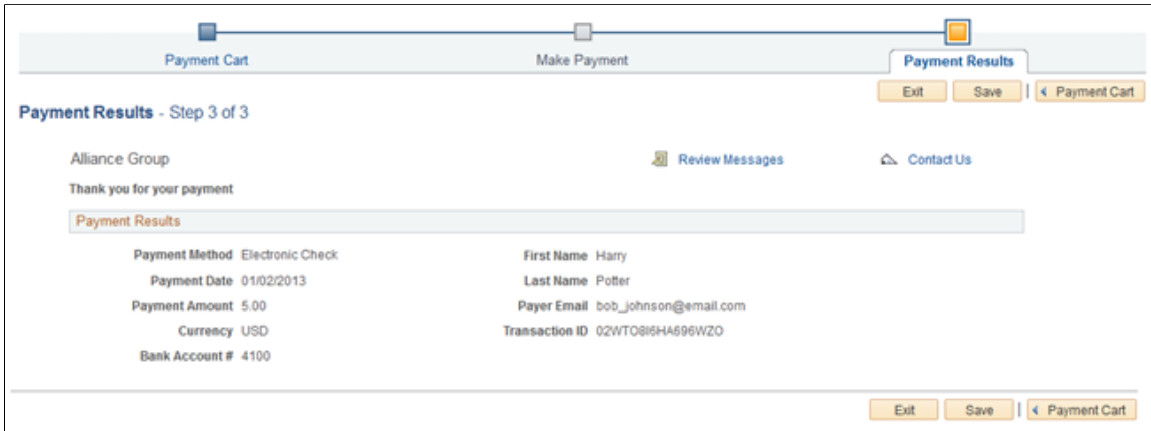 Payment Cart
Make Payment
Payment Results
Exit Save | Payment Cart
Payment Results - Step 3 of 3
Alliance Group Review Messages Contact Us
Thank you for your payment
Payment Results
Payment Method Electronic Check First Name Harry
Payment Date 01/02/2013 Last Name Potter
Payment Amount 5.00 Payer Email bob_johnson@email.com
Currency USD Transaction ID 02WTO8I6HA696WZO
Bank Account # 4100
Exit Save | Payment Cart